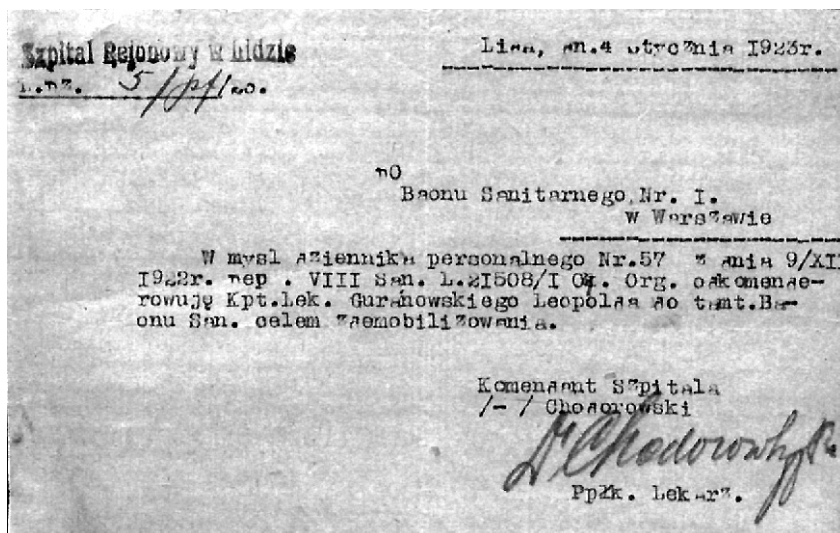 Szpital Rejonowy w Lidzie
Lida, dn.4 stycznia 1923r.
L.dz. 5/pf/23.
DO
Baonu Sanitarnego Nr. I.
w Warszawie
W mysl dziennika personalnego Nr.57 z dnia 9/XII
1922r. Dep . VIII San. L.21508/I Of. Org. odkomende-
rowuję Kpt.Lek. Guranowskiego Leopolda do tamt.Ba-
onu San. celem zdemobilizowania.
Komendant Szpitala
/-/ Chodorowski
Dr Chodorowski
Ppłk. Lekarz.